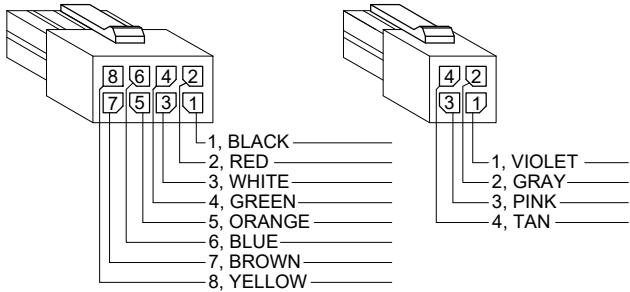 8 6 4 2
7 5 3 1
1, BLACK
2, RED
3, WHITE
4, GREEN
5, ORANGE
6, BLUE
7, BROWN
8, YELLOW
4 2
3 1
1, VIOLET
2, GRAY
3, PINK
4, TAN